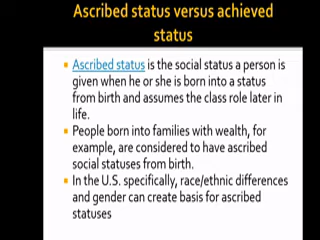 Ascribed status versus achieved
status
Ascribed status is the social status a person is
given when he or she is born into a status
from birth and assumes the class role later in
life.
People born into families with wealth, for
example, are considered to have ascribed
social statuses from birth.
In the U.S. specifically, race/ethnic differences
and gender can create basis for ascribed
statuses